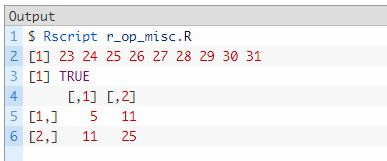 Output
1 $ Rscript r_op_misc.R
2 [1] 23 24 25 26 27 28 29 30 31
3 [1] TRUE
4      [,1] [,2]
5 [1,]    5   11
6 [2,]   11   25